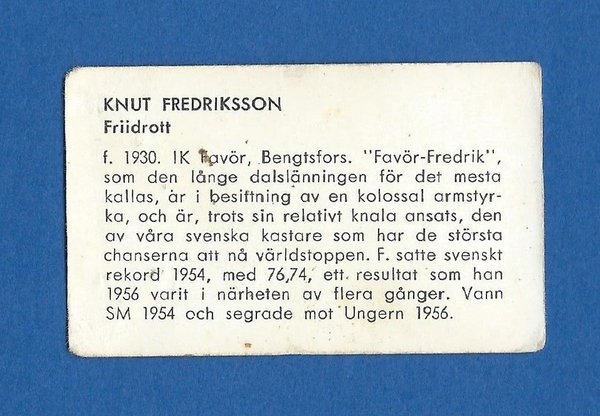 KNUT FREDRIKSSON
Friidrott
f. 1930. IK Favör, Bengtsfors. "Favör-Fredrik",
som den långe dalslänningen för det mesta
kallas, är i besiftning av en kolossal armstyr-
ka, och är, trots sin relativt knala ansats, den
av våra svenska kastare som har de största
chanserna att nå världstoppen. F. satte svenskt
rekord 1954, med 76,74, ett resultat som han
1956 varit i närheten av flera gånger. Vann
SM 1954 och segrade mot Ungern 1956.